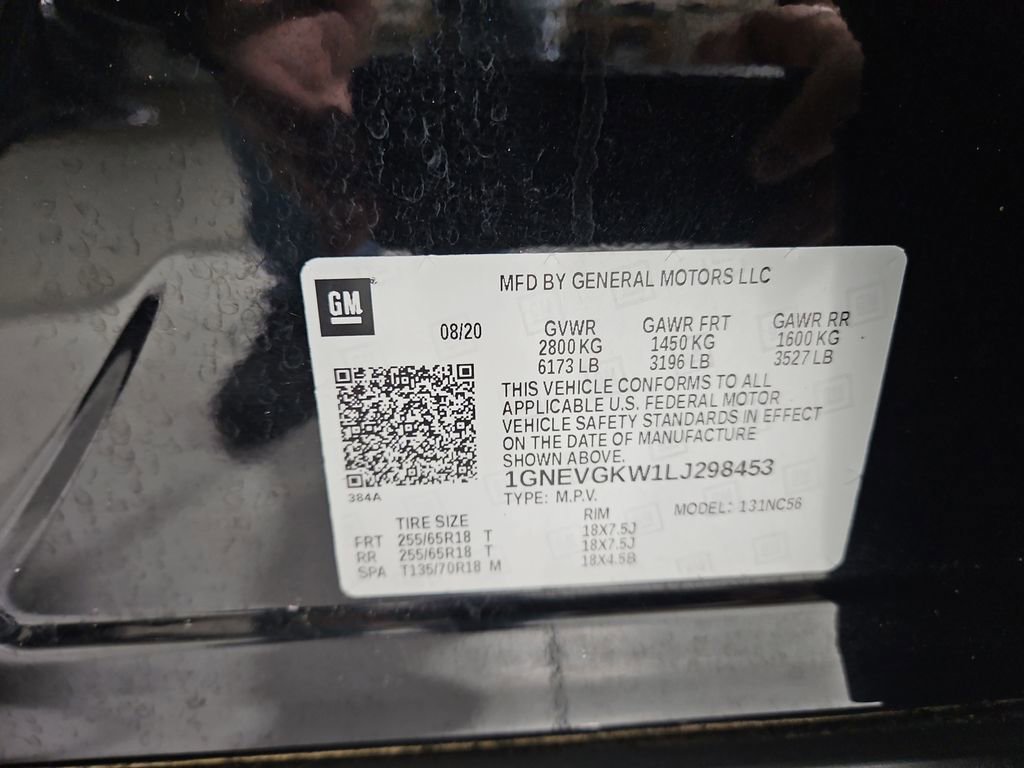 GM
MFD BY GENERAL MOTORS LLC
08/20 GVWR GAWR FRT GAWR RR
2800 KG 1450 KG 1600 KG
6173 LB 3196 LB 3527 LB
THIS VEHICLE CONFORMS TO ALL
APPLICABLE U.S. FEDERAL MOTOR
VEHICLE SAFETY STANDARDS IN EFFECT
ON THE DATE OF MANUFACTURE
SHOWN ABOVE.
1GNEVGKW1LJ298453
384A
TYPE: M.P.V. MODEL: 131NC56
TIRE SIZE RIM
FRT 255/65R18 T 18X7.5J
RR 255/65R18 T 18X7.5J
SPA T135/70R18 M 18X4.5B